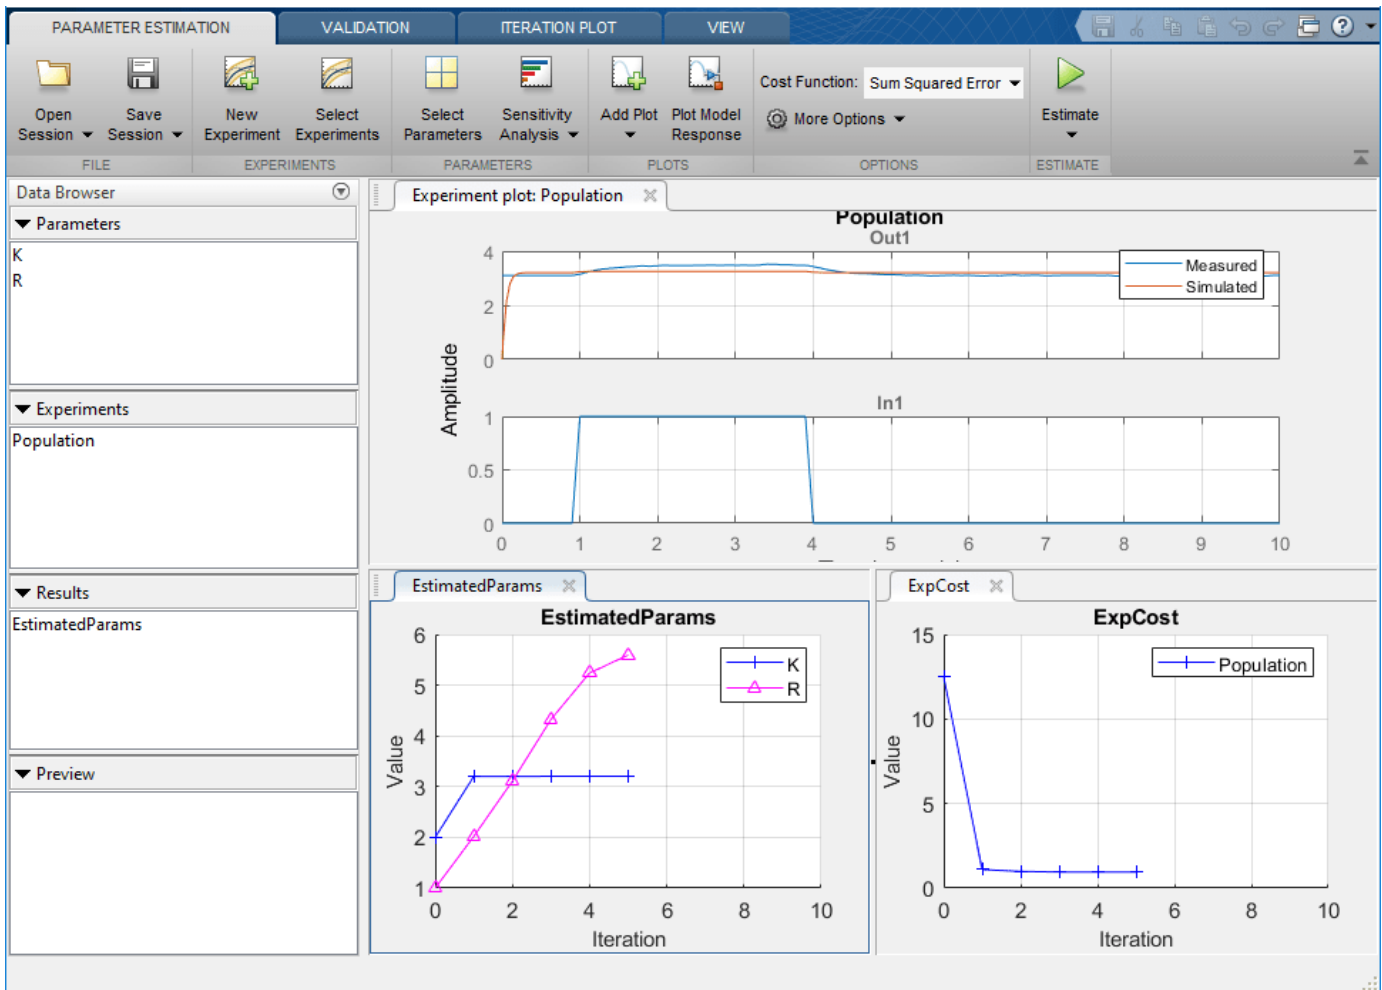 PARAMETER ESTIMATION VALIDATION ITERATION PLOT VIEW
Open Session Save Session New Experiment Select Experiments Select Parameters Sensitivity Analysis Add Plot Plot Model Response Cost Function: Sum Squared Error Estimate
More Options
FILE EXPERIMENTS PARAMETERS PLOTS OPTIONS ESTIMATE
Data Browser
Parameters
K
R
Experiments
Population
Results
EstimatedParams
Preview
Experiment plot: Population
Population
Out1
Measured
Simulated
4
2
0
Amplitude
In1
1
0.5
0
0 1 2 3 4 5 6 7 8 9 10
EstimatedParams
EstimatedParams
K
R
6
5
4
3
2
1
Value
0 2 4 6 8 10
Iteration
ExpCost
ExpCost
Population
15
10
5
0
Value
0 2 4 6 8 10
Iteration